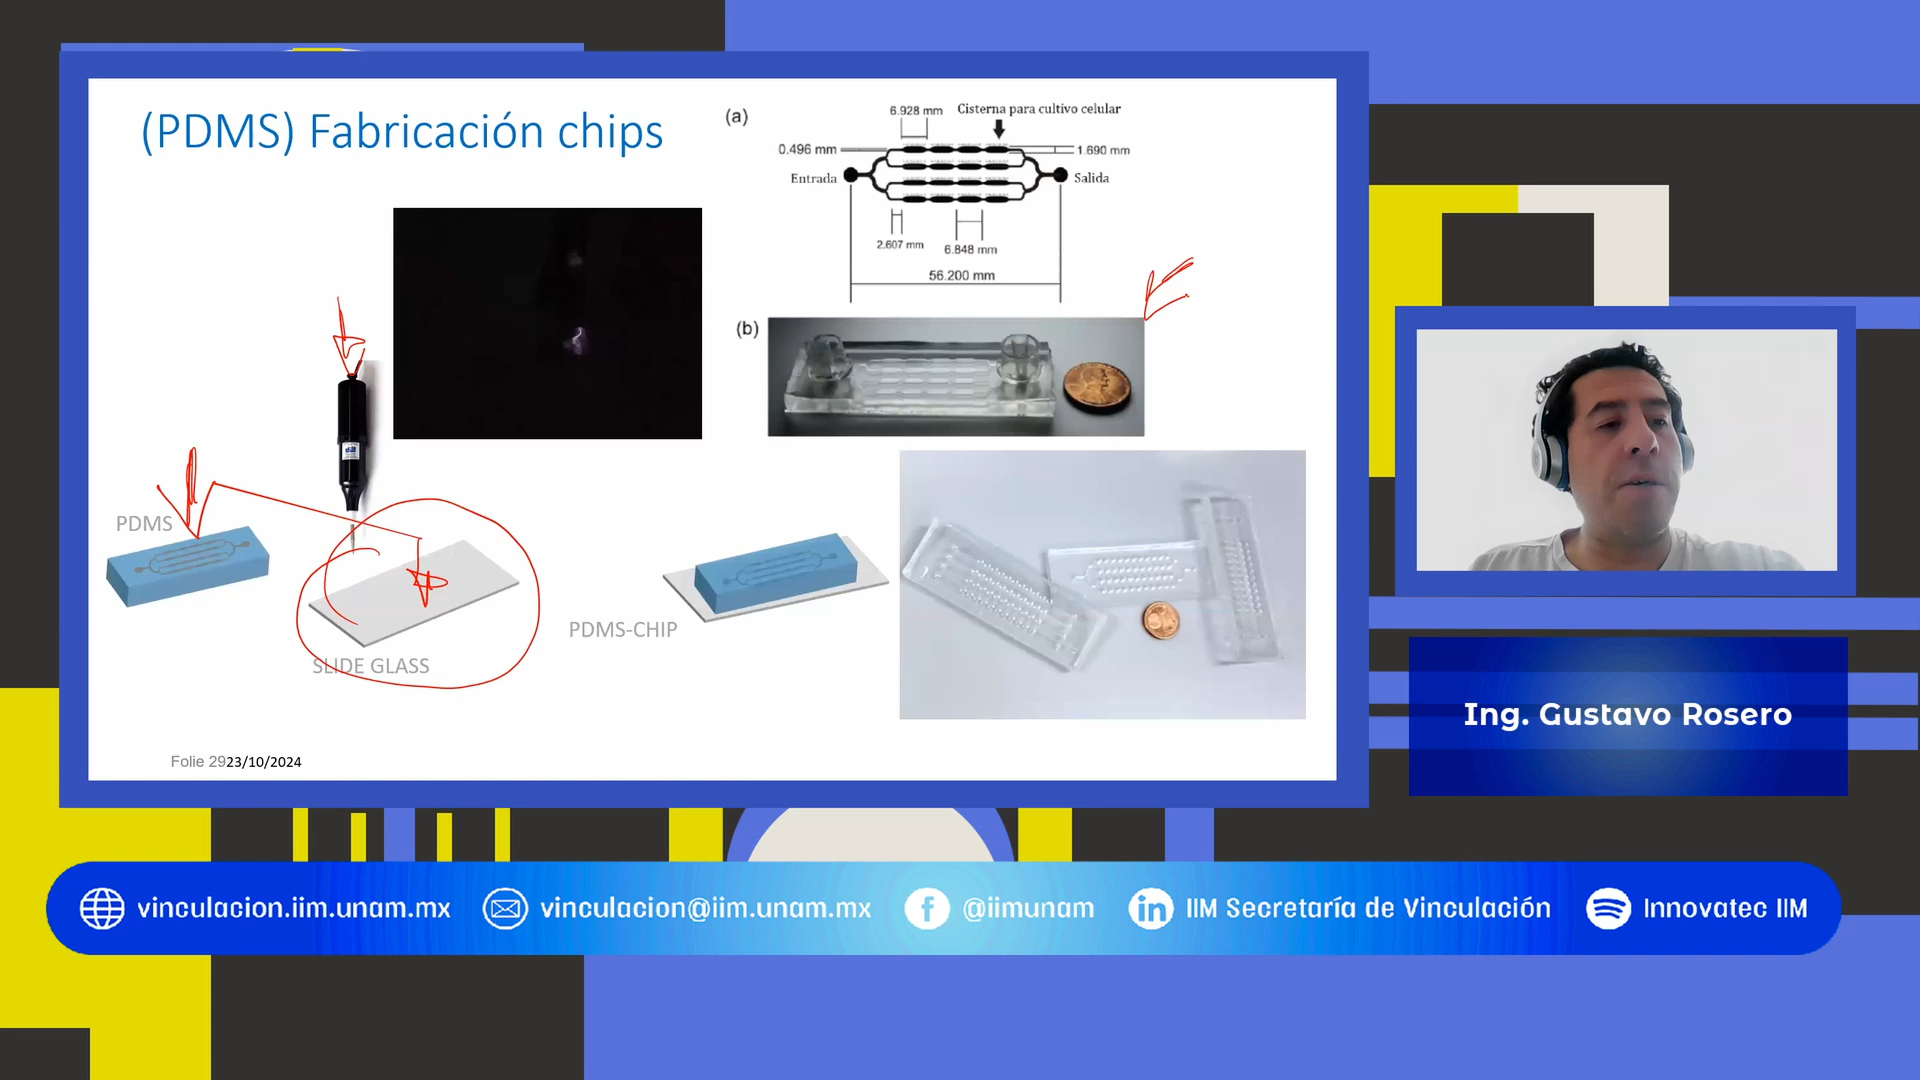 (PDMS) Fabricación chips
(a)
6.928 mm
Cisterna para cultivo celular
0.496 mm
1.690 mm
Entrada
Salida
2.607 mm
6.848 mm
56.200 mm
(b)
PDMS
SLIDE GLASS
PDMS-CHIP
Folie 2923/10/2024
Ing. Gustavo Rosero
vinculacion.iim.unam.mx
vinculacion@iim.unam.mx
@iimunam
IIM Secretaría de Vinculación
Innovatec IIM